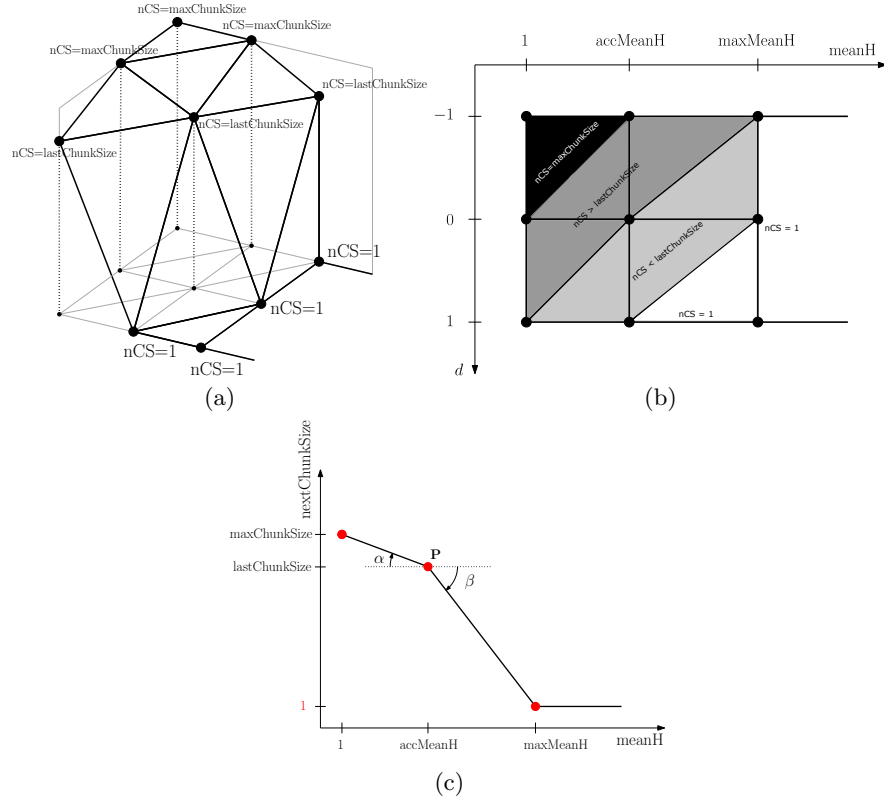 nCS=maxChunkSize
nCS=maxChunkSize
nCS=maxChunkSize
nCS=lastChunkSize
nCS=lastChunkSize
nCS=lastChunkSize
nCS=1
nCS=1
nCS=1
nCS=1
(a)
1 accMeanH maxMeanH meanH
−1
0
1
d
nCS=maxChunkSize
nCS > lastChunkSize
nCS < lastChunkSize
nCS = 1
nCS = 1
(b)
nextChunkSize
maxChunkSize
lastChunkSize
1
α
P
β
1 accMeanH maxMeanH meanH
(c)